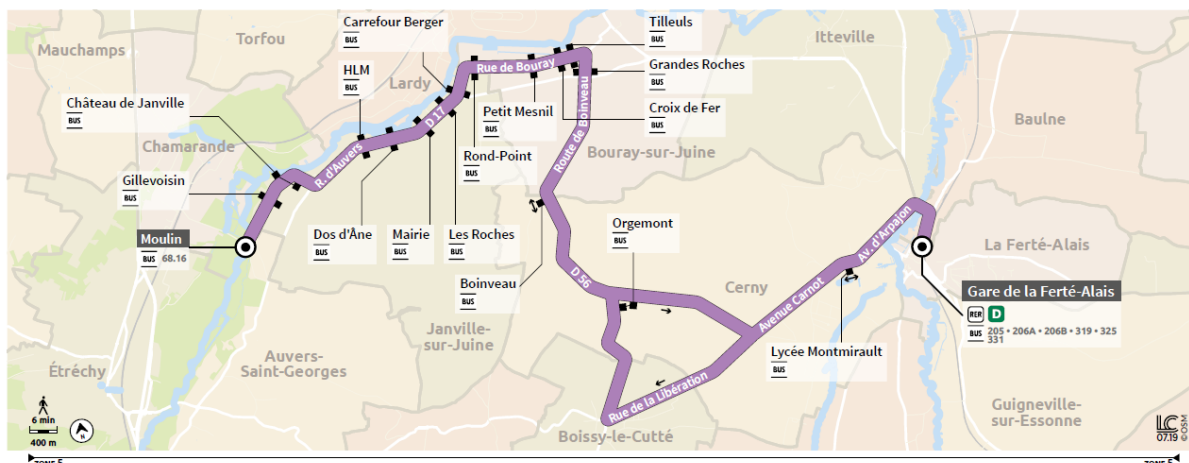 Mauchamps
Torfou
Lardy
Chamarande
Itteville
Baulne
Bouray-sur-Juine
La Ferté-Alais
Cerny
Janville-
sur-Juine
Auvers-
Saint-Georges
Étréchy
Boissy-le-Cutté
Guigneville-
sur-Essonne
Carrefour Berger
BUS
HLM
BUS
Château de Janville
BUS
Gillevoisin
BUS
Moulin
BUS 68.16
Dos d'Âne
BUS
Mairie
BUS
Les Roches
BUS
Rond-Point
BUS
Petit Mesnil
BUS
Tilleuls
BUS
Grandes Roches
BUS
Croix de Fer
BUS
Boinveau
BUS
Orgemont
BUS
Lycée Montmirault
BUS
Gare de la Ferté-Alais
RER D
BUS 205 • 206A • 206B • 319 • 325
331
R. d'Auvers
D 17
Rue de Bouray
Route de Boinveau
D 56
Rue de la Libération
Avenue Carnot
Av. d'Arpajon
6 min
400 m
N
LC
07.19 ©OSM
ZONE 5
ZONE 5